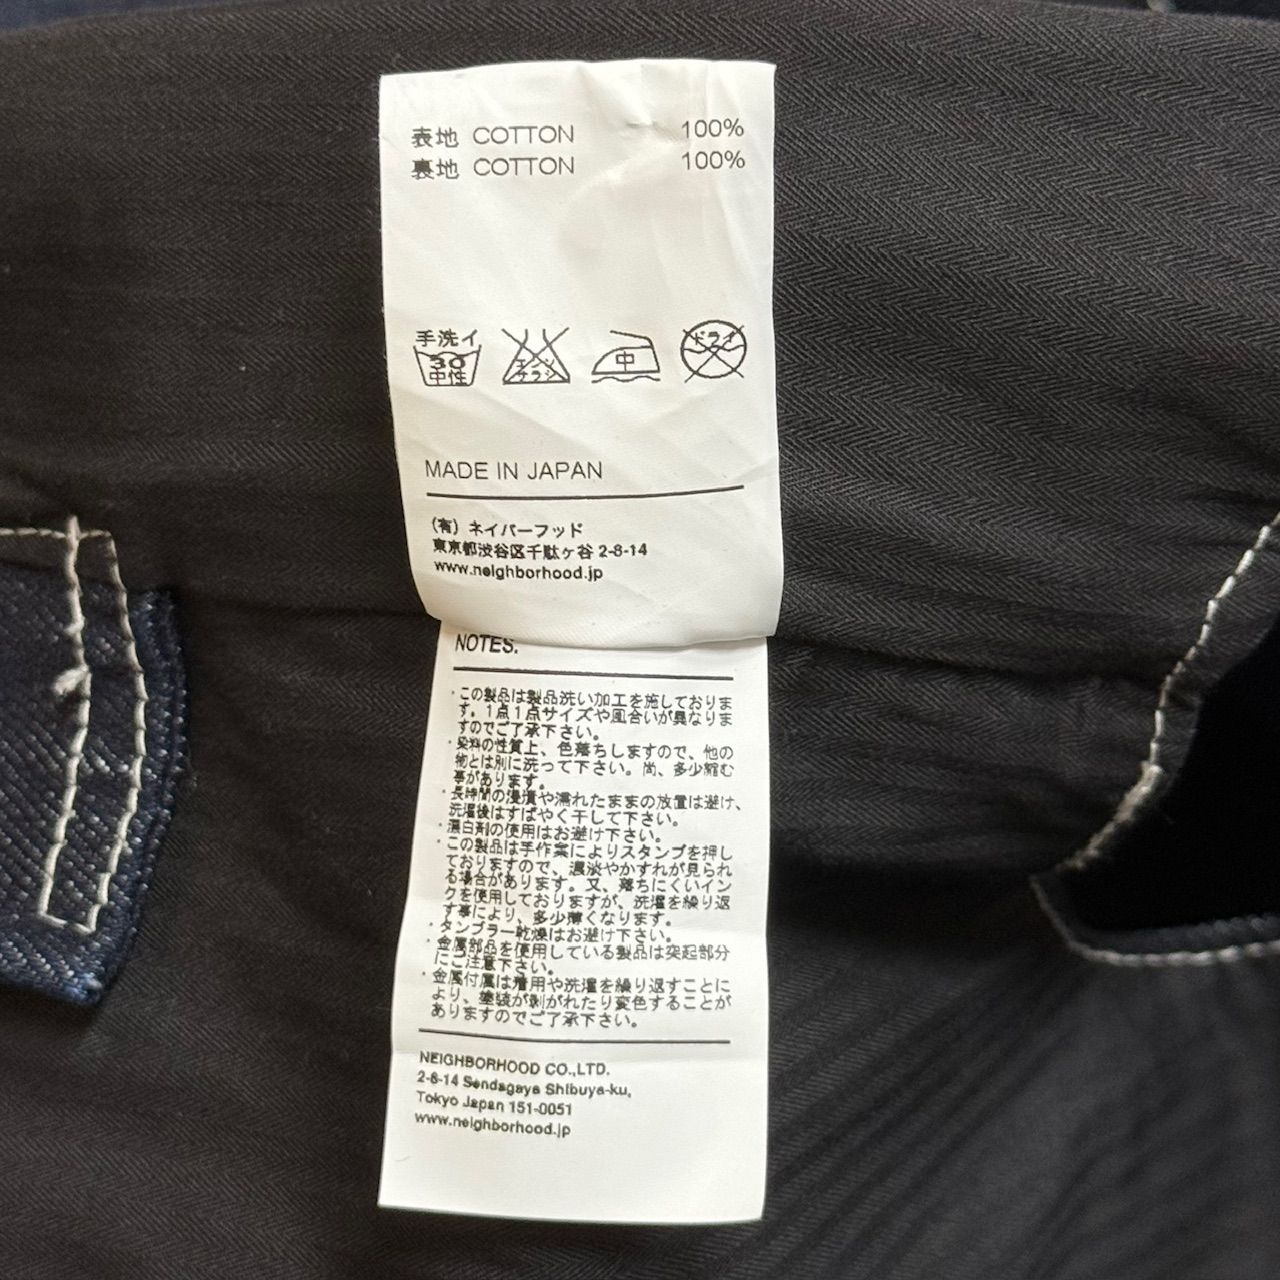 表地 COTTON 100%
裏地 COTTON 100%
手洗イ
30
中性
エンソ
サラシ
中
ドライ
MADE IN JAPAN
(有) ネイバーフッド
東京都渋谷区千駄ヶ谷 2-8-14
www.neighborhood.jp
NOTES.
・この製品は製品洗い加工を施しておりま
す。1点1点サイズや風合いが異なりま
すのでご了承下さい。
・染料の性質上、色落ちしますので、他の
物とは別に洗って下さい。尚、多少縮む
事があります。
・長時間の浸漬や濡れたままの放置は避け、
洗濯後はすばやく干して下さい。
・漂白剤の使用はお避け下さい。
・この製品は手作業によりスタンプを押し
ておりますので、濃淡やかすれが見られ
る場合があります。又、落ちにくいイン
クを使用しておりますが、洗濯を繰り返
す事により、多少薄くなります。
・タンブラー乾燥はお避け下さい。
・金属部品を使用している製品は突起部分
にご注意下さい。
・金属付属は着用や洗濯を繰り返すことに
より、塗装が剥がれたり変色することが
ありますのでご了承下さい。
NEIGHBORHOOD CO.,LTD.
2-8-14 Sendagaya Shibuya-ku,
Tokyo Japan 151-0051
www.neighborhood.jp